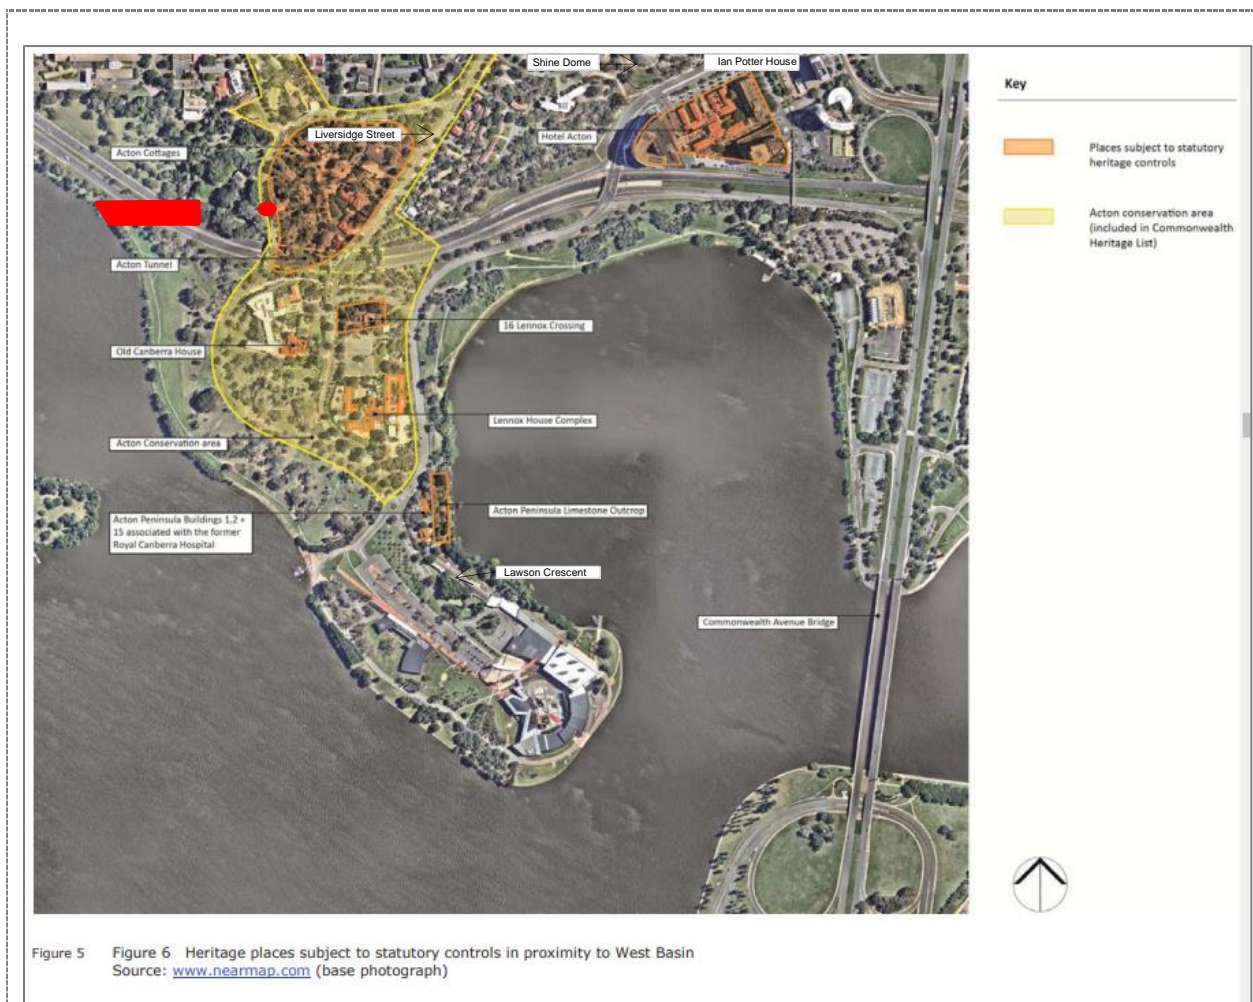 Shine Dome
Ian Potter House
Liversidge Street
Hotel Acton
Acton Cottages
Acton Tunnel
16 Lennox Crossing
Old Canberra House
Lennox House Complex
Acton Conservation area
Acton Peninsula Buildings 1,2 +
15 associated with the former
Royal Canberra Hospital
Acton Peninsula Limestone Outcrop
Lawson Crescent
Commonwealth Avenue Bridge
Key
Places subject to statutory
heritage controls
Acton conservation area
(included in Commonwealth
Heritage List)
Figure 5 Figure 6 Heritage places subject to statutory controls in proximity to West Basin
Source: www.nearmap.com (base photograph)